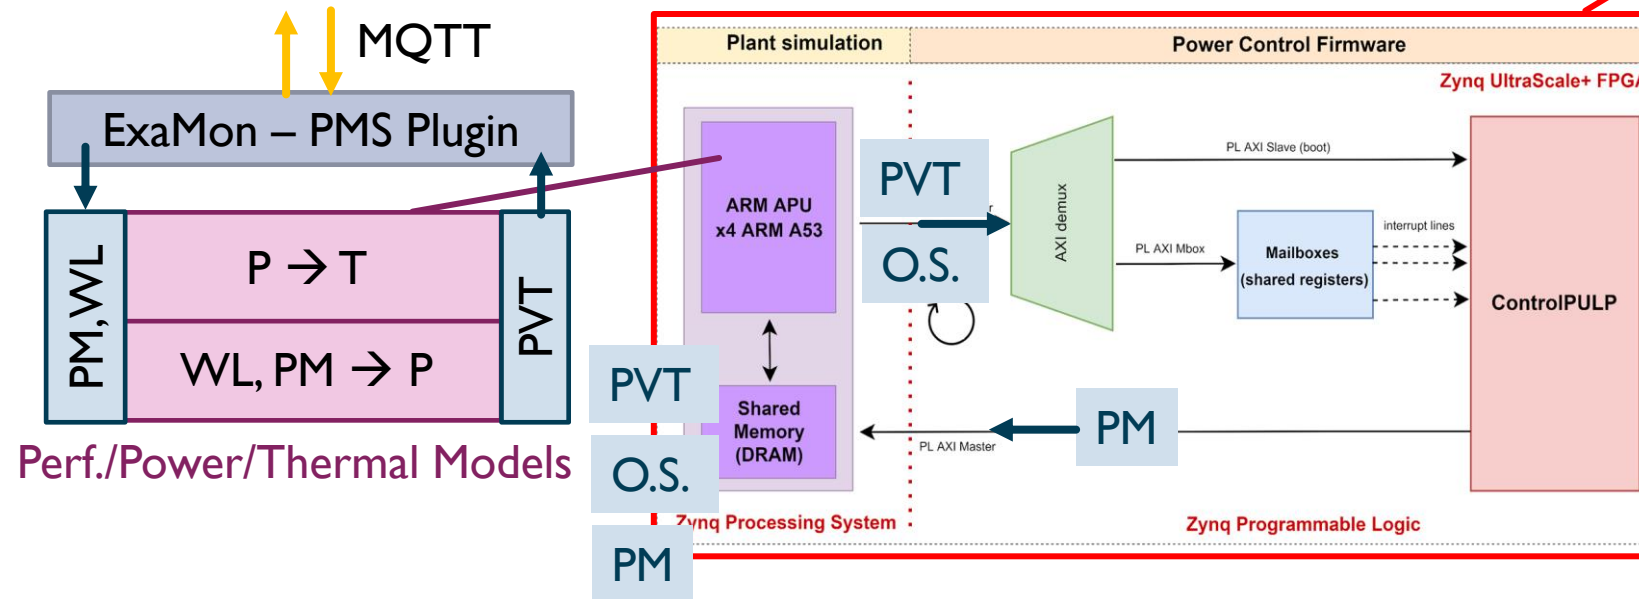 MQTT
ExaMon – PMS Plugin
PM,WL
P → T
WL, PM → P
PVT
Perf./Power/Thermal Models
Plant simulation
Power Control Firmware
Zynq UltraScale+ FPGA
ARM APU
x4 ARM A53
PVT
O.S.
AXI demux
PL AXI Slave (boot)
PL AXI Mbox
Mailboxes
(shared registers)
interrupt lines
ControlPULP
Shared
Memory
(DRAM)
PVT
O.S.
PM
PL AXI Master
PM
Zynq Processing System
Zynq Programmable Logic